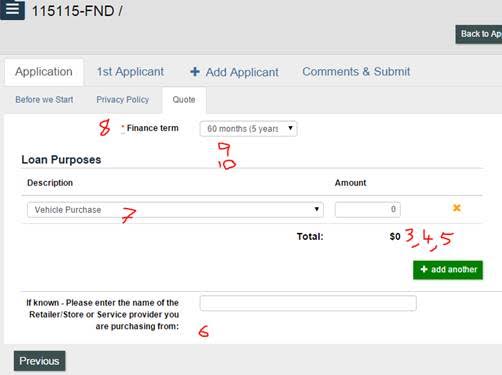 115115-FND /
Back to Ap
Application 1st Applicant + Add Applicant Comments & Submit
Before we Start Privacy Policy Quote
8 * Finance term 60 months (5 years
9
10
Loan Purposes
Description Amount
Vehicle Purchase 7 0
Total: $0 3,4,5
+ add another
If known - Please enter the name of the
Retailer/Store or Service provider you
are purchasing from: 6
Previous